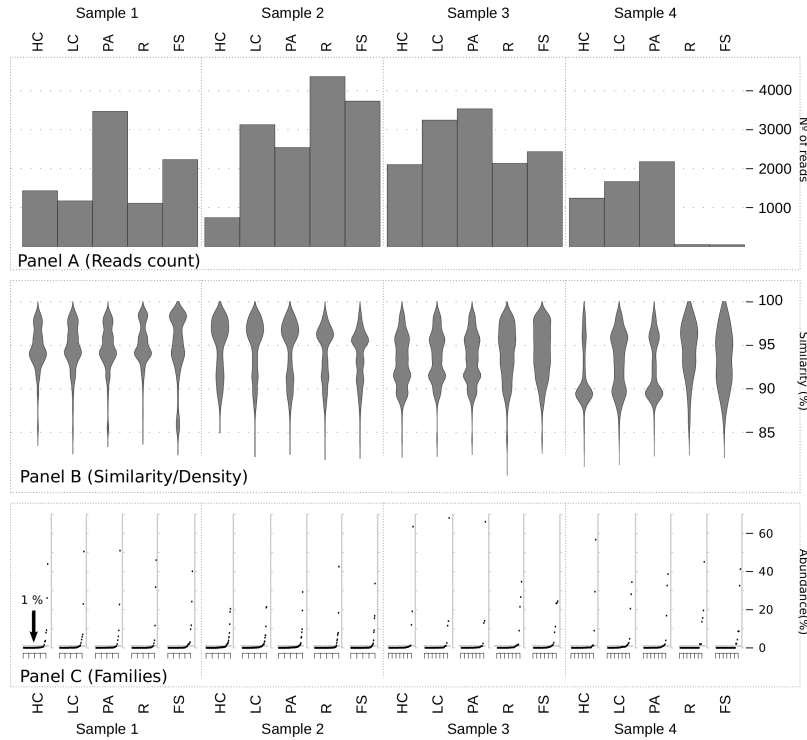 Sample 1 Sample 2 Sample 3 Sample 4
HC LC PA R FS HC LC PA R FS HC LC PA R FS HC LC PA R FS
4000
3000
2000
1000
Nº of reads
Panel A (Reads count)
100
95
90
85
Similarity (%)
Panel B (Similarity/Density)
60
40
20
0
Abundance(%)
1 %
Panel C (Families)
HC LC PA R FS HC LC PA R FS HC LC PA R FS HC LC PA R FS
Sample 1 Sample 2 Sample 3 Sample 4